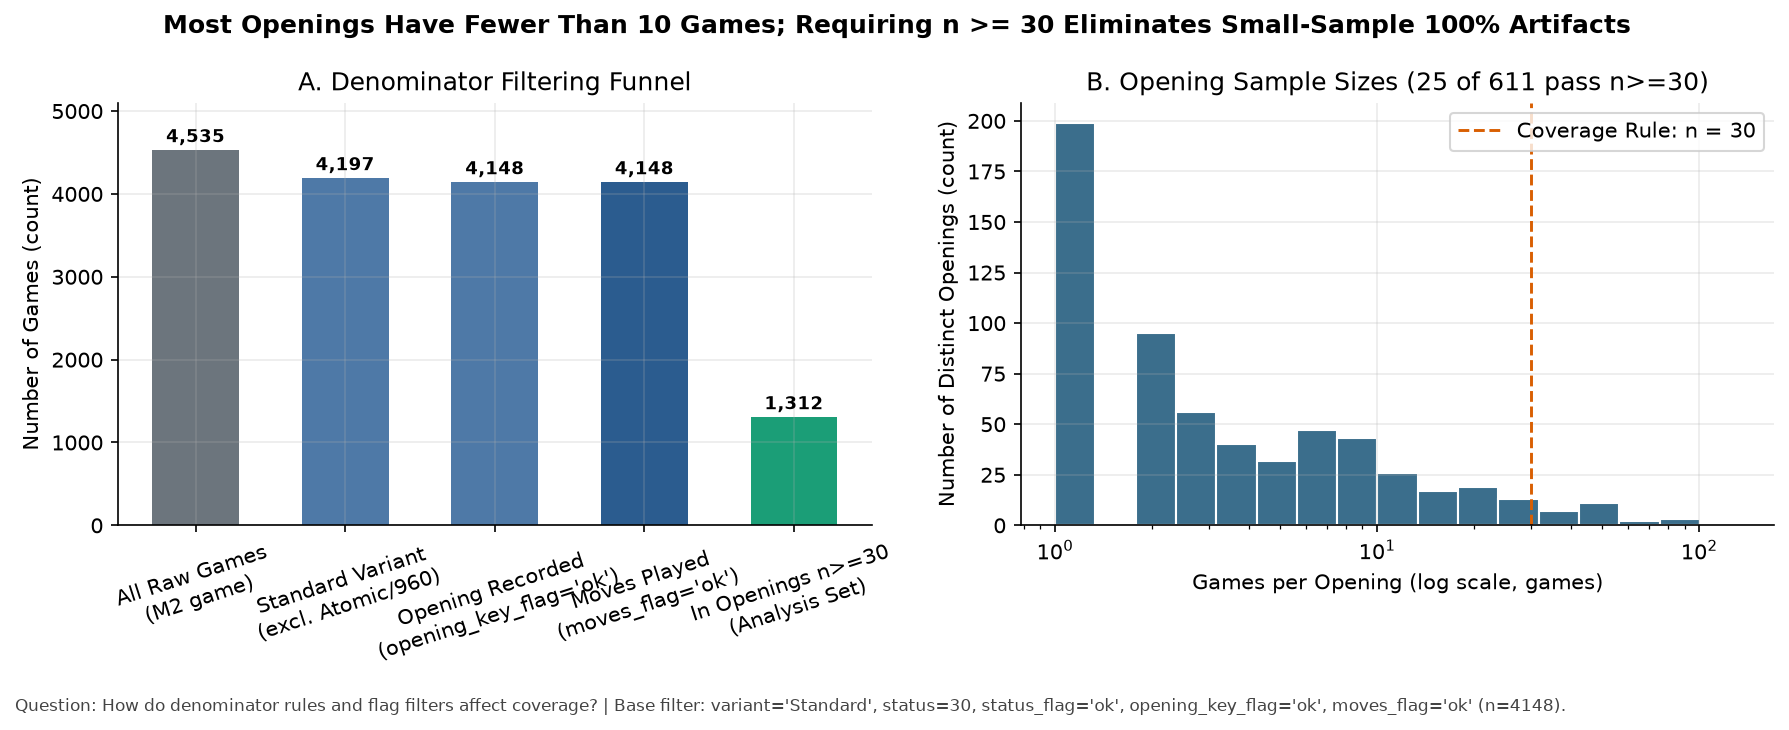 Most Openings Have Fewer Than 10 Games; Requiring n >= 30 Eliminates Small-Sample 100% Artifacts
A. Denominator Filtering Funnel
Number of Games (count)
5000
4000
3000
2000
1000
0
4,535
4,197
4,148
4,148
1,312
All Raw Games
(M2 game)
Standard Variant
(excl. Atomic/960)
Opening Recorded
(opening_key_flag='ok')
Moves Played
(moves_flag='ok')
In Openings n>=30
(Analysis Set)
B. Opening Sample Sizes (25 of 611 pass n>=30)
Coverage Rule: n = 30
Number of Distinct Openings (count)
200
175
150
125
100
75
50
25
0
10⁰
10¹
10²
Games per Opening (log scale, games)
Question: How do denominator rules and flag filters affect coverage? | Base filter: variant='Standard', status=30, status_flag='ok', opening_key_flag='ok', moves_flag='ok' (n=4148).